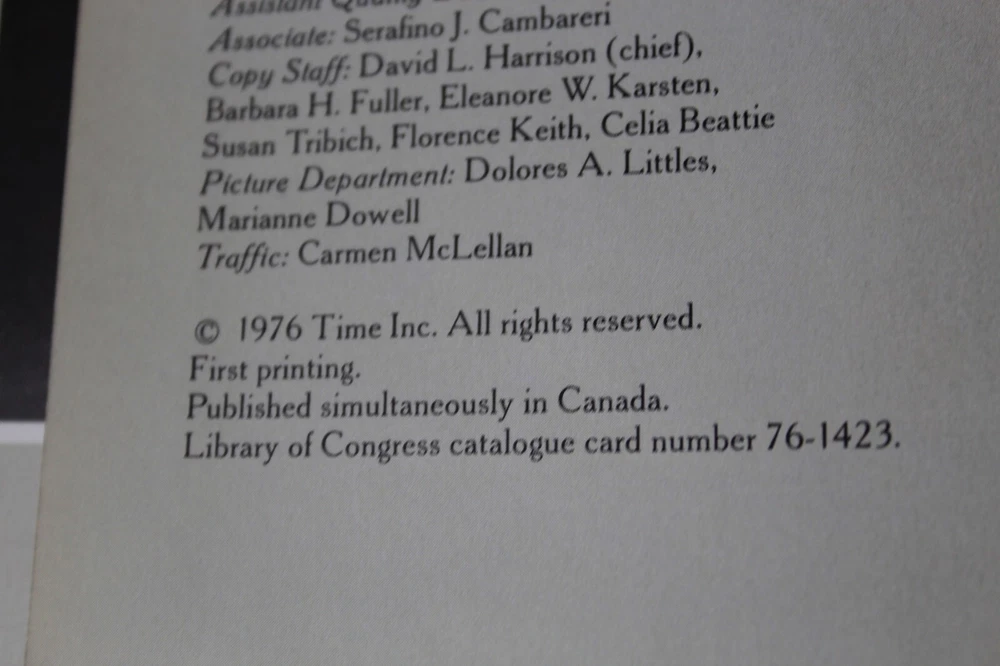 Assistant Quality
Associate: Serafino J. Cambareri
Copy Staff: David L. Harrison (chief),
Barbara H. Fuller, Eleanore W. Karsten,
Susan Tribich, Florence Keith, Celia Beattie
Picture Department: Dolores A. Littles,
Marianne Dowell
Traffic: Carmen McLellan
© 1976 Time Inc. All rights reserved.
First printing.
Published simultaneously in Canada.
Library of Congress catalogue card number 76-1423.